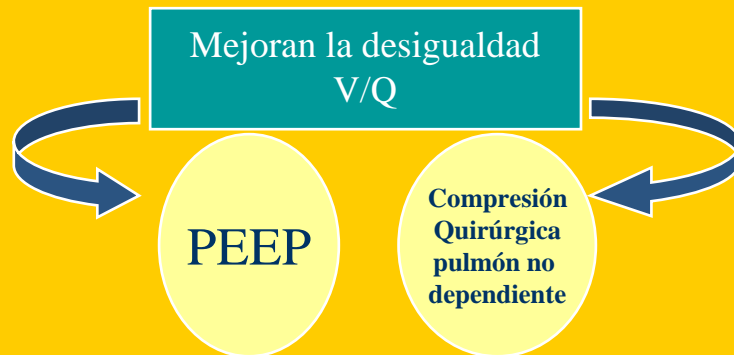 Mejoran la desigualdad
V/Q
PEEP
Compresión
Quirúrgica
pulmón no
dependiente